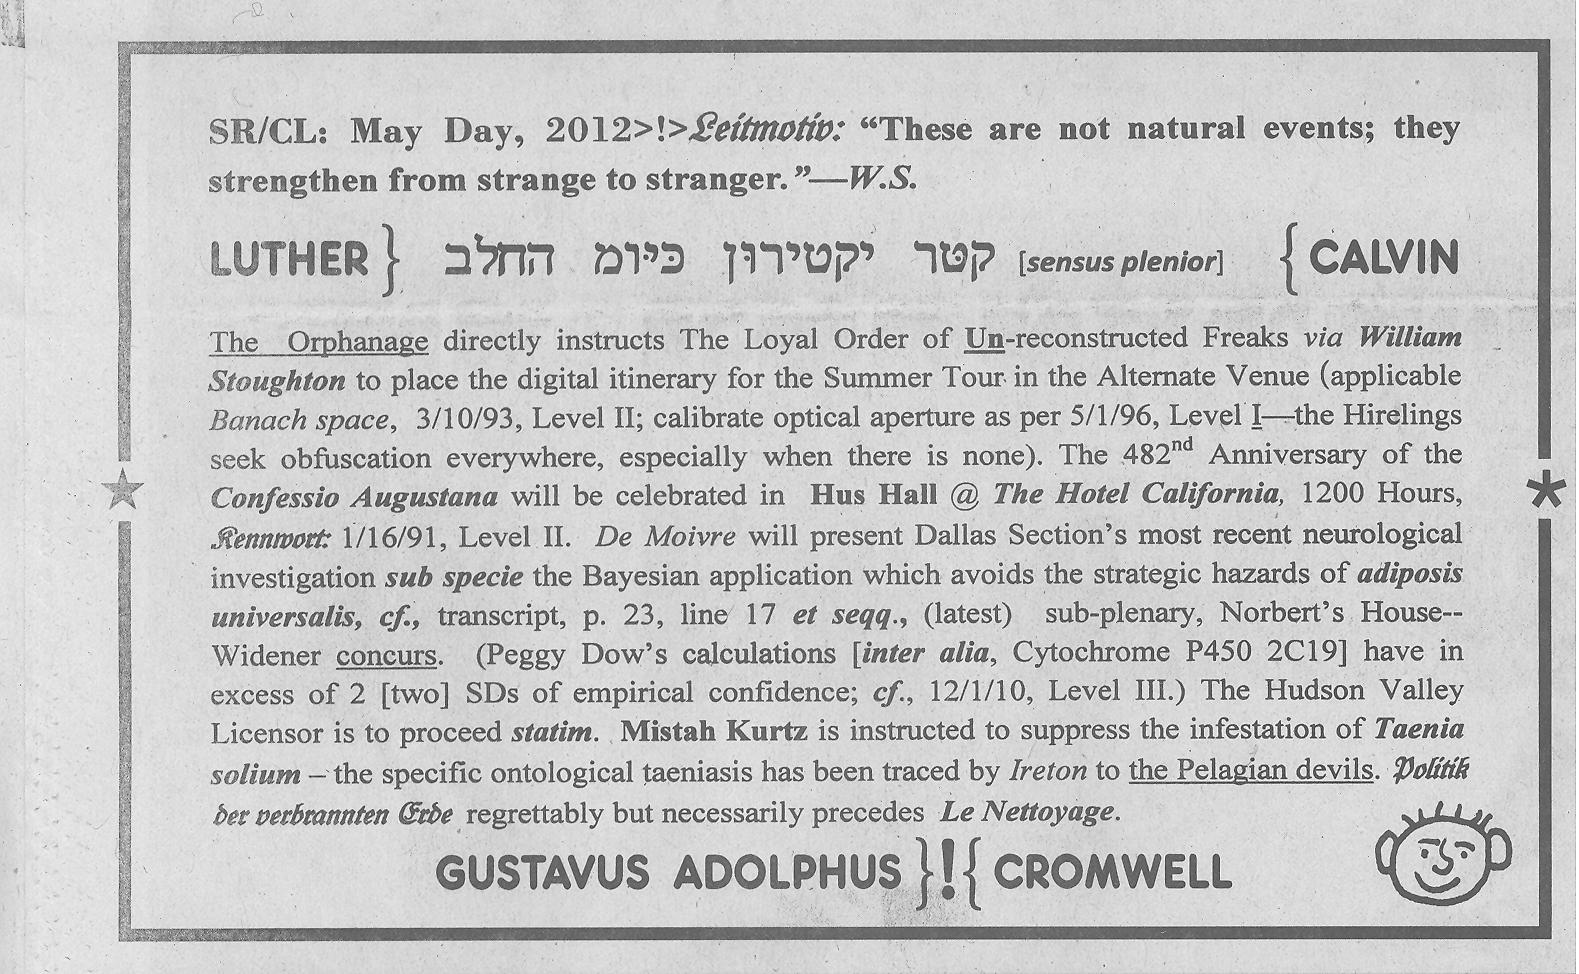 SR/CL: May Day, 2012>!>Leitmotiv: “These are not natural events; they
strengthen from strange to stranger.”—W.S.
LUTHER } קטּר יקטירוּן כּיּומ החלב [sensus plenior] { CALVIN
The Orphanage directly instructs The Loyal Order of Un-reconstructed Freaks via William
Stoughton to place the digital itinerary for the Summer Tour in the Alternate Venue (applicable
Banach space, 3/10/93, Level II; calibrate optical aperture as per 5/1/96, Level I—the Hirelings
seek obfuscation everywhere, especially when there is none). The 482nd Anniversary of the
Confessio Augustana will be celebrated in Hus Hall @ The Hotel California, 1200 Hours,
Kennwort: 1/16/91, Level II. De Moivre will present Dallas Section’s most recent neurological
investigation sub specie the Bayesian application which avoids the strategic hazards of adiposis
universalis, cf., transcript, p. 23, line 17 et seqq., (latest) sub-plenary, Norbert’s House--
Widener concurs. (Peggy Dow’s calculations [inter alia, Cytochrome P450 2C19] have in
excess of 2 [two] SDs of empirical confidence; cf., 12/1/10, Level III.) The Hudson Valley
Licensor is to proceed statim. Mistah Kurtz is instructed to suppress the infestation of Taenia
solium – the specific ontological taeniasis has been traced by Ireton to the Pelagian devils. Politik
der verbrannten Erde regrettably but necessarily precedes Le Nettoyage.
GUSTAVUS ADOLPHUS }!{ CROMWELL